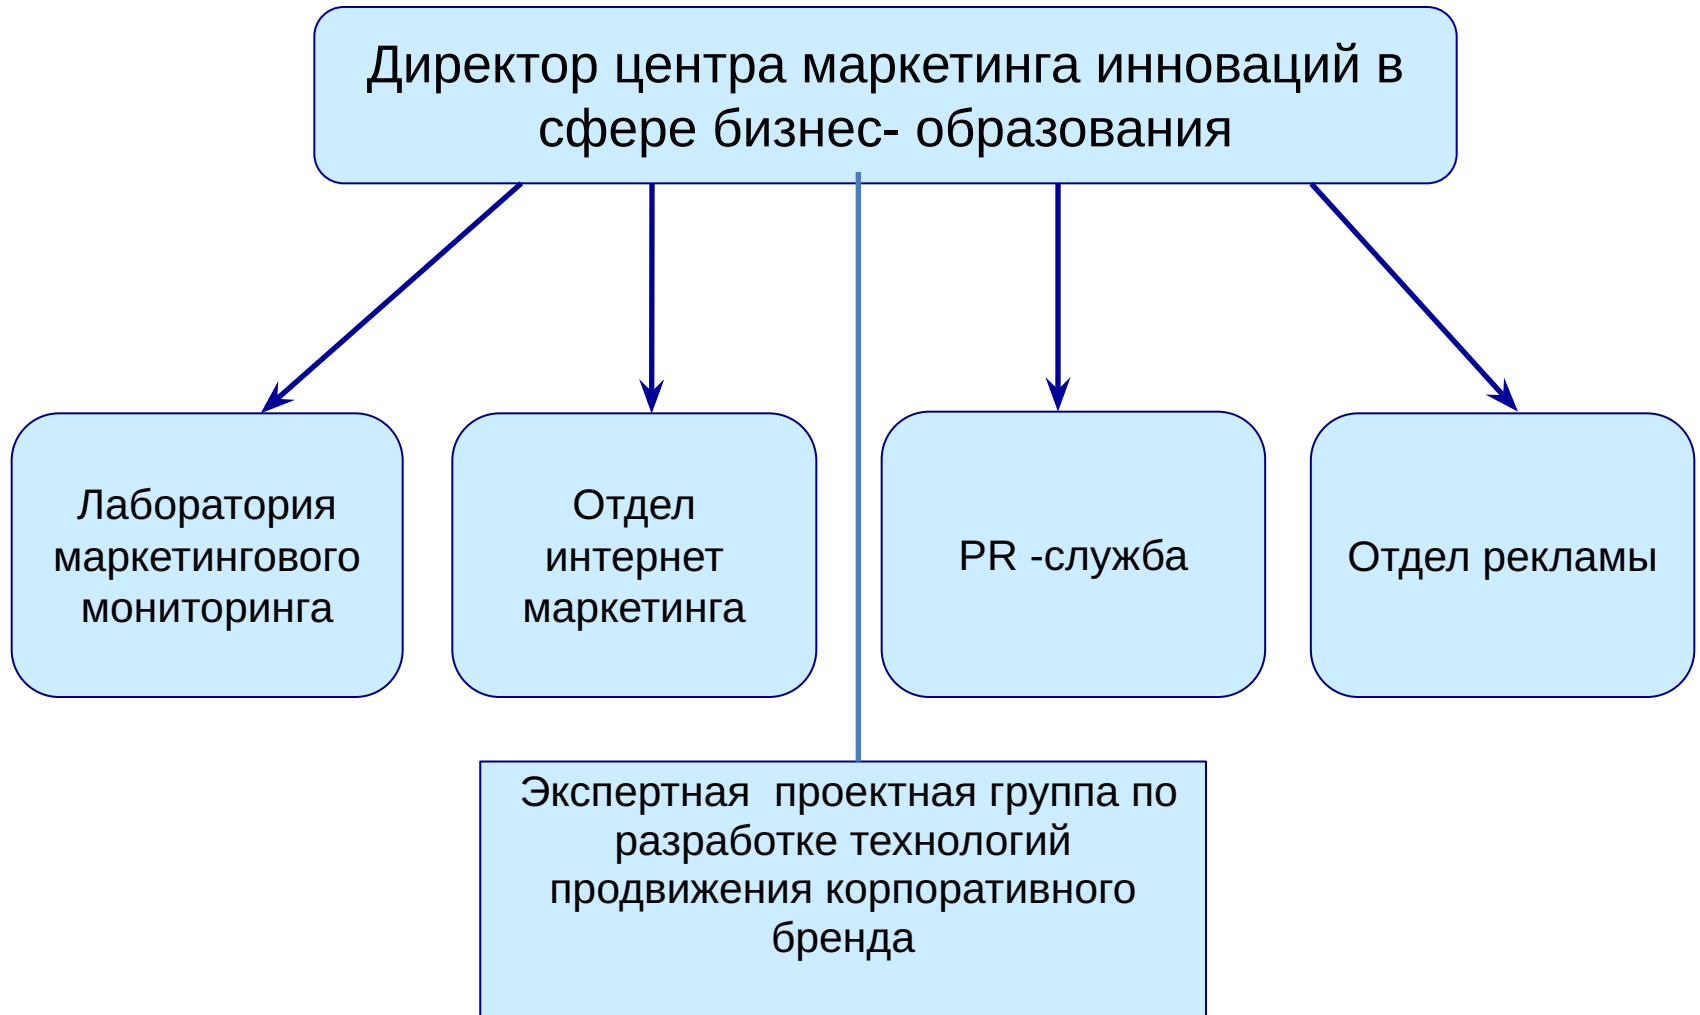 Директор центра маркетинга инноваций в
сфере бизнес- образования
Лаборатория
маркетингового
мониторинга
Отдел
интернет
маркетинга
PR -служба
Отдел рекламы
Экспертная  проектная группа по
разработке технологий
продвижения корпоративного
бренда